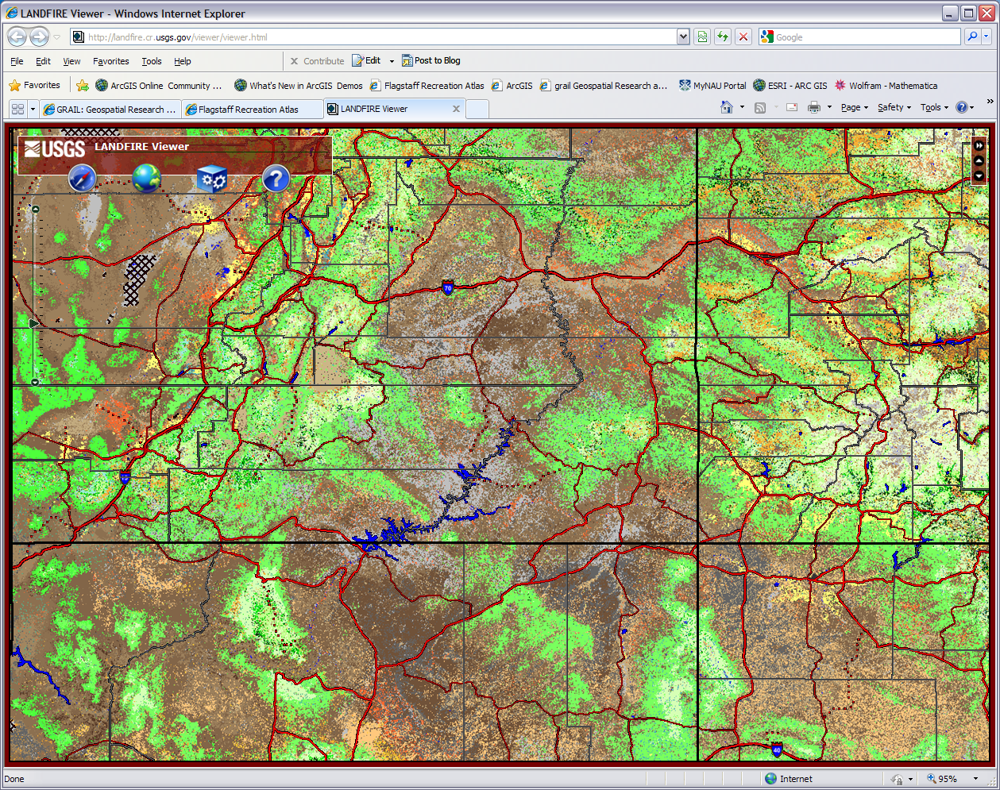 LANDFIRE Viewer - Windows Internet Explorer
http://landfire.cr.usgs.gov/viewer/viewer.html
Google
File Edit View Favorites Tools Help
X Contribute Edit Post to Blog
Favorites ArcGIS Online Community ... What's New in ArcGIS Demos Flagstaff Recreation Atlas ArcGIS grail Geospatial Research a... MyNAU Portal ESRI - ARC GIS Wolfram - Mathematica
GRAIL: Geospatial Research ... Flagstaff Recreation Atlas LANDFIRE Viewer
Page Safety Tools
USGS LANDFIRE Viewer
70
40
Done
Internet
95%